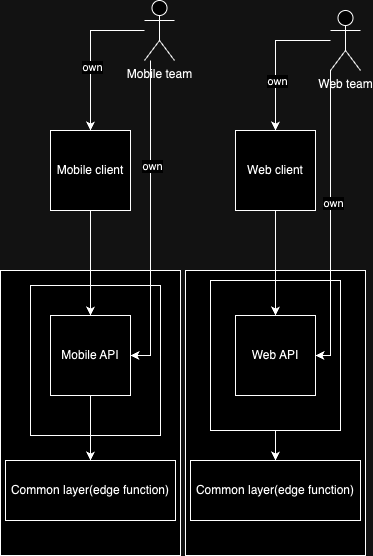 own
Mobile team
own
Web team
Mobile client
own
Web client
own
Mobile API
Web API
Common layer(edge function)
Common layer(edge function)